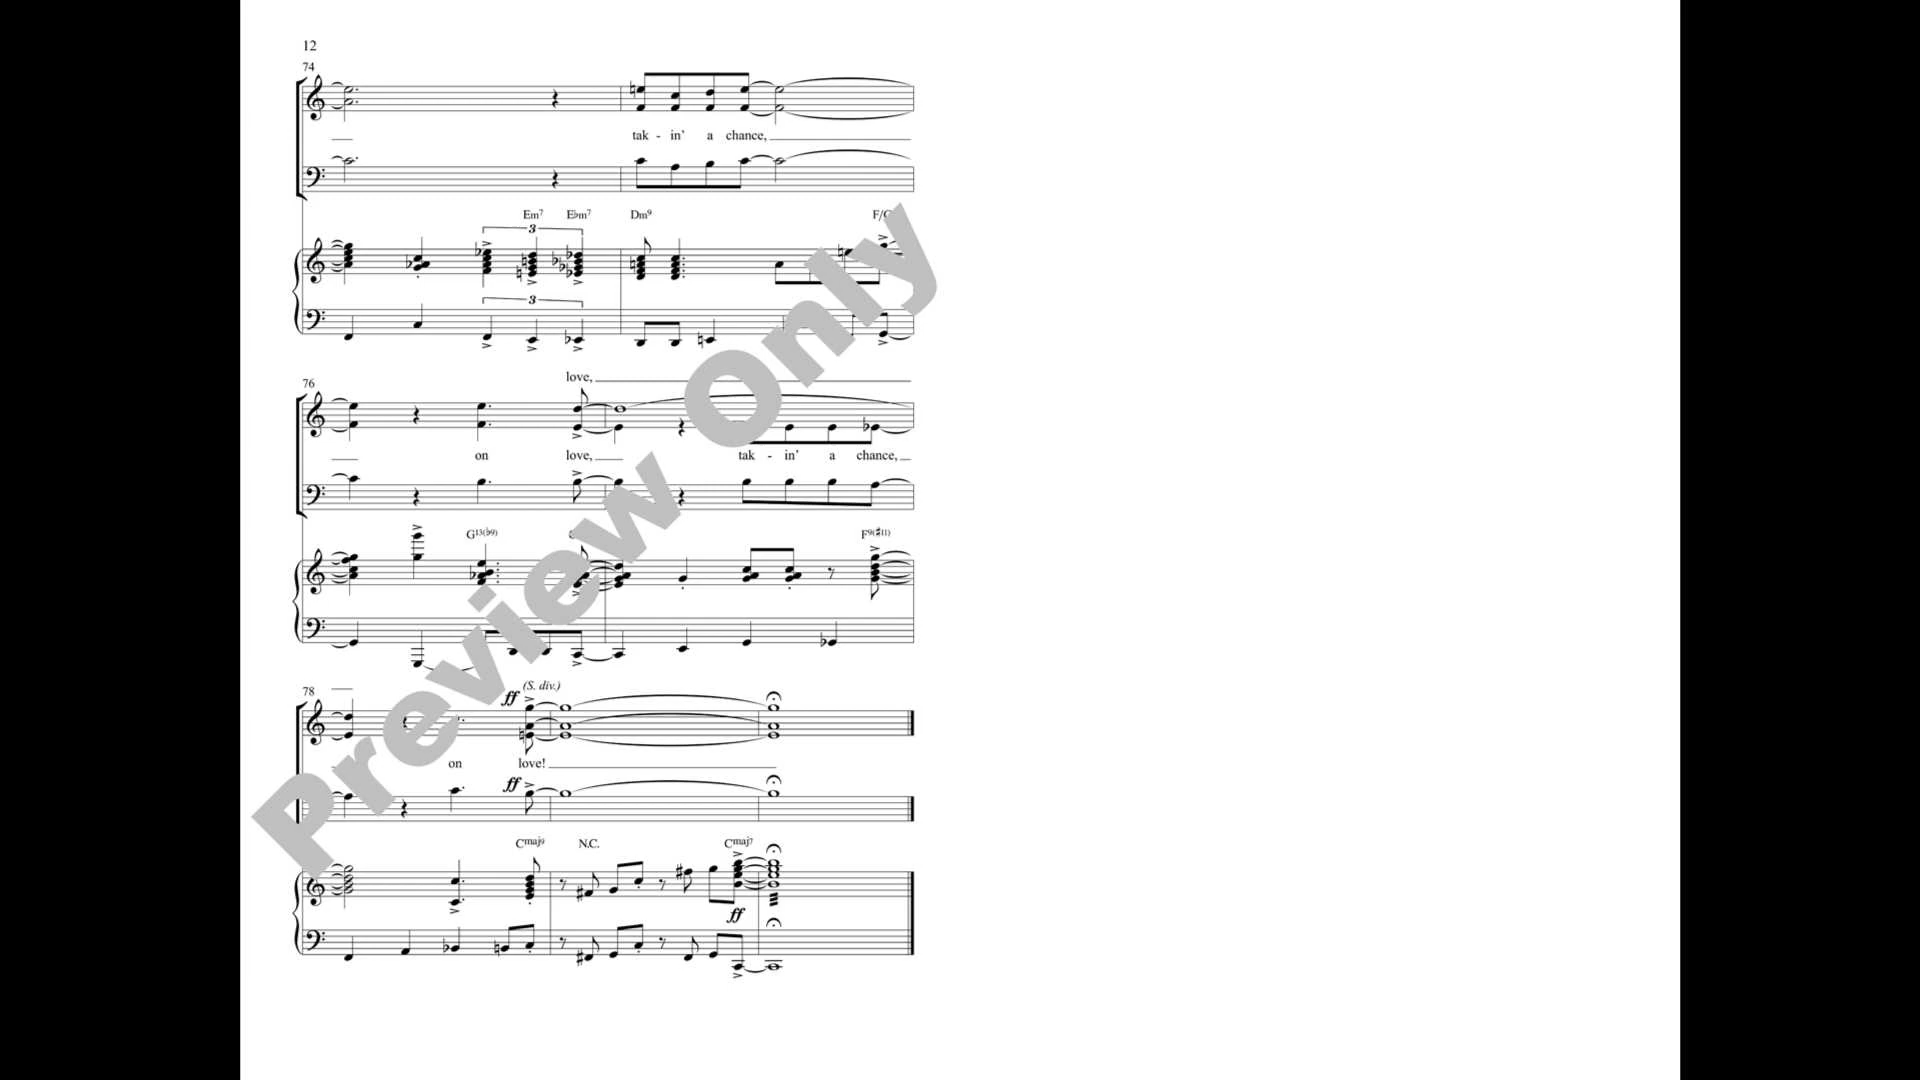 12
74
tak - in’ a chance,
Em7 E♭m7 Dm9
3
3
love,
76
on love, tak - in’ a chance,
G13(♭9) F9(♯11)
78
ff (S. div.)
on love!
ff
Cmaj9 N.C. Cmaj7
ff
Preview Only